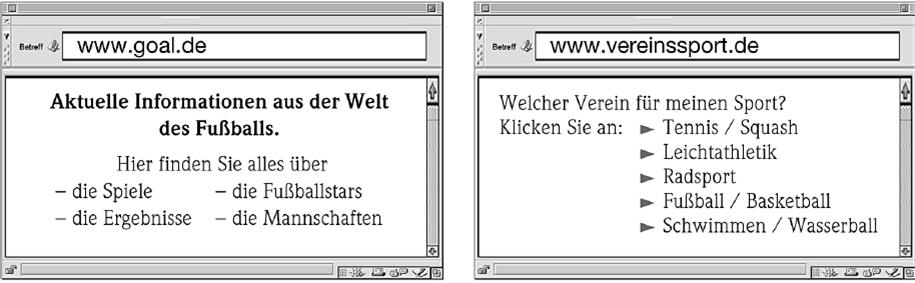 Betreff www.goal.de
Aktuelle Informationen aus der Welt
des Fußballs.
Hier finden Sie alles über
– die Spiele – die Fußballstars
– die Ergebnisse – die Mannschaften
Betreff www.vereinssport.de
Welcher Verein für meinen Sport?
Klicken Sie an: ► Tennis / Squash
► Leichtathletik
► Radsport
► Fußball / Basketball
► Schwimmen / Wasserball